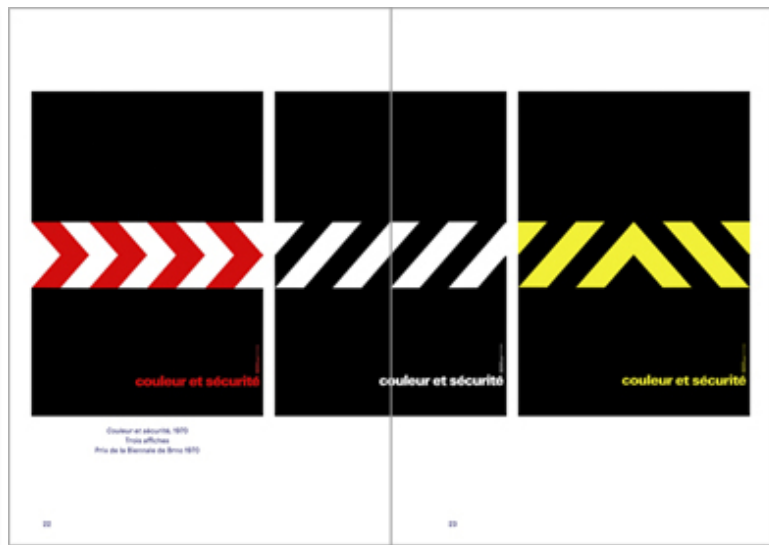 couleur et sécurité
couleur et sécurité
couleur et sécurité
Couleur et sécurité, 1970
Trois affiches
Prix de la Biennale de Brno 1970
22
23